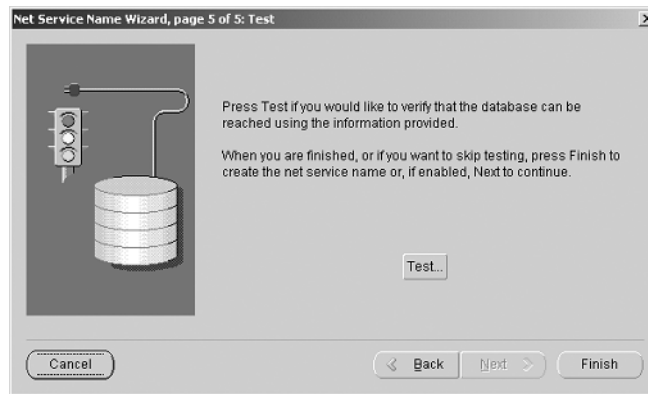 Net Service Name Wizard, page 5 of 5: Test
Press Test if you would like to verify that the database can be
reached using the information provided.
When you are finished, or if you want to skip testing, press Finish to
create the net service name or, if enabled, Next to continue.
Test...
Cancel
Back
Next
Finish